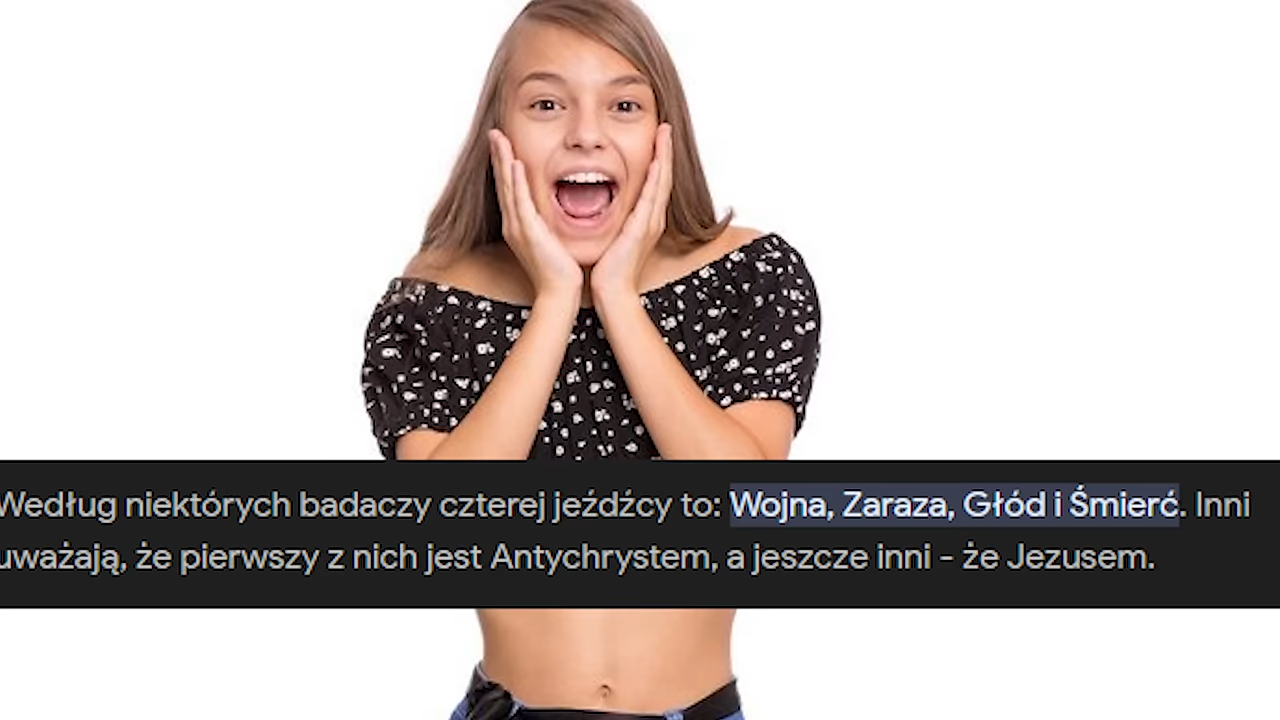 Według niektórych badaczy czterej jeźdźcy to: Wojna, Zaraza, Głód i Śmierć. Inni
uważają, że pierwszy z nich jest Antychrystem, a jeszcze inni - że Jezusem.